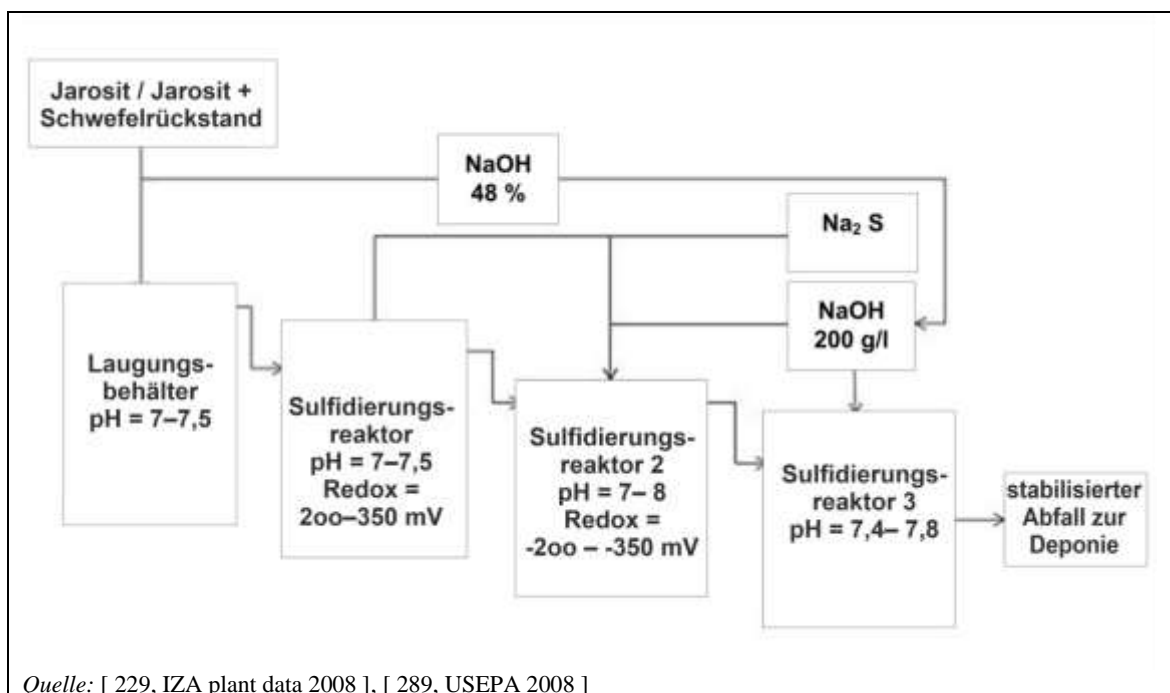 Jarosit / Jarosit +
Schwefelrückstand
NaOH
48 %
Na₂ S
NaOH
200 g/l
Laugungs-
behälter
pH = 7–7,5
Sulfidierungs-
reaktor
pH = 7–7,5
Redox =
2oo–350 mV
Sulfidierungs-
reaktor 2
pH = 7– 8
Redox =
-2oo – -350 mV
Sulfidierungs-
reaktor 3
pH = 7,4– 7,8
stabilisierter
Abfall zur
Deponie
Quelle: [ 229, IZA plant data 2008 ], [ 289, USEPA 2008 ]